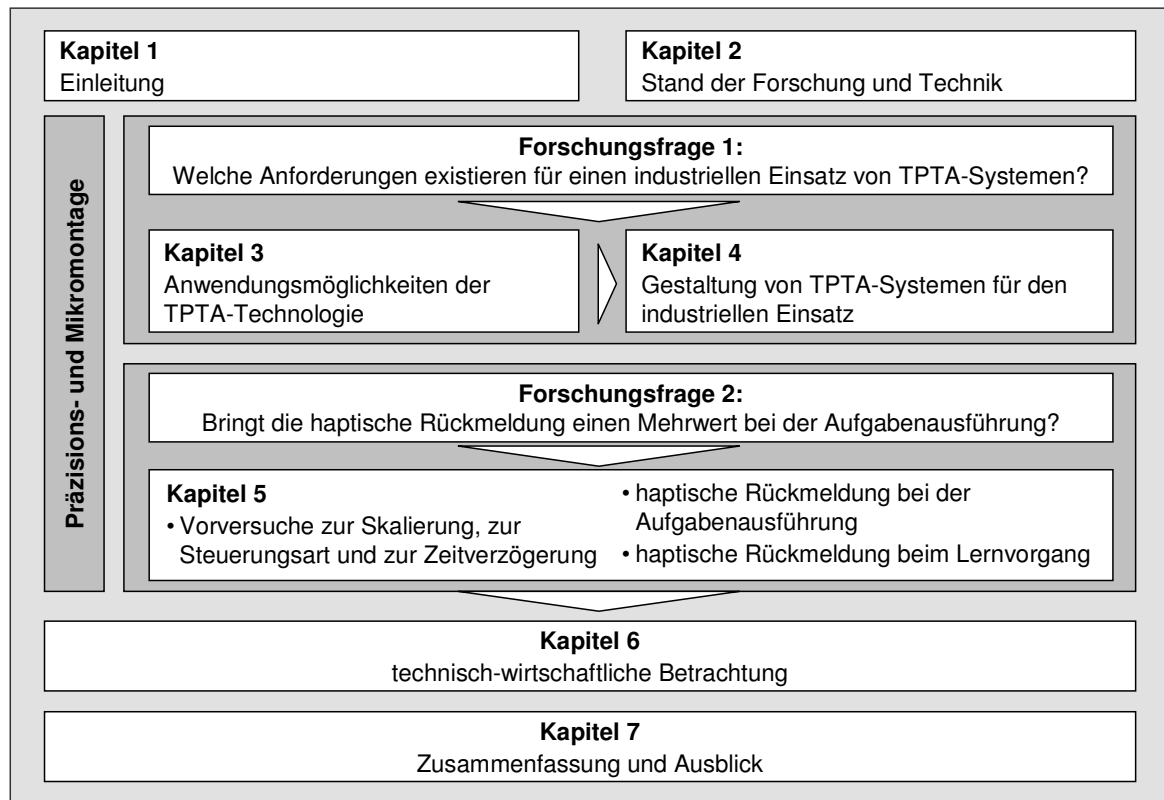 Kapitel 1
Einleitung
Kapitel 2
Stand der Forschung und Technik
Präzisions- und Mikromontage
Forschungsfrage 1:
Welche Anforderungen existieren für einen industriellen Einsatz von TPTA-Systemen?
Kapitel 3
Anwendungsmöglichkeiten der
TPTA-Technologie
Kapitel 4
Gestaltung von TPTA-Systemen für den
industriellen Einsatz
Forschungsfrage 2:
Bringt die haptische Rückmeldung einen Mehrwert bei der Aufgabenausführung?
Kapitel 5
• Vorversuche zur Skalierung, zur
Steuerungsart und zur Zeitverzögerung
• haptische Rückmeldung bei der
Aufgabenausführung
• haptische Rückmeldung beim Lernvorgang
Kapitel 6
technisch-wirtschaftliche Betrachtung
Kapitel 7
Zusammenfassung und Ausblick